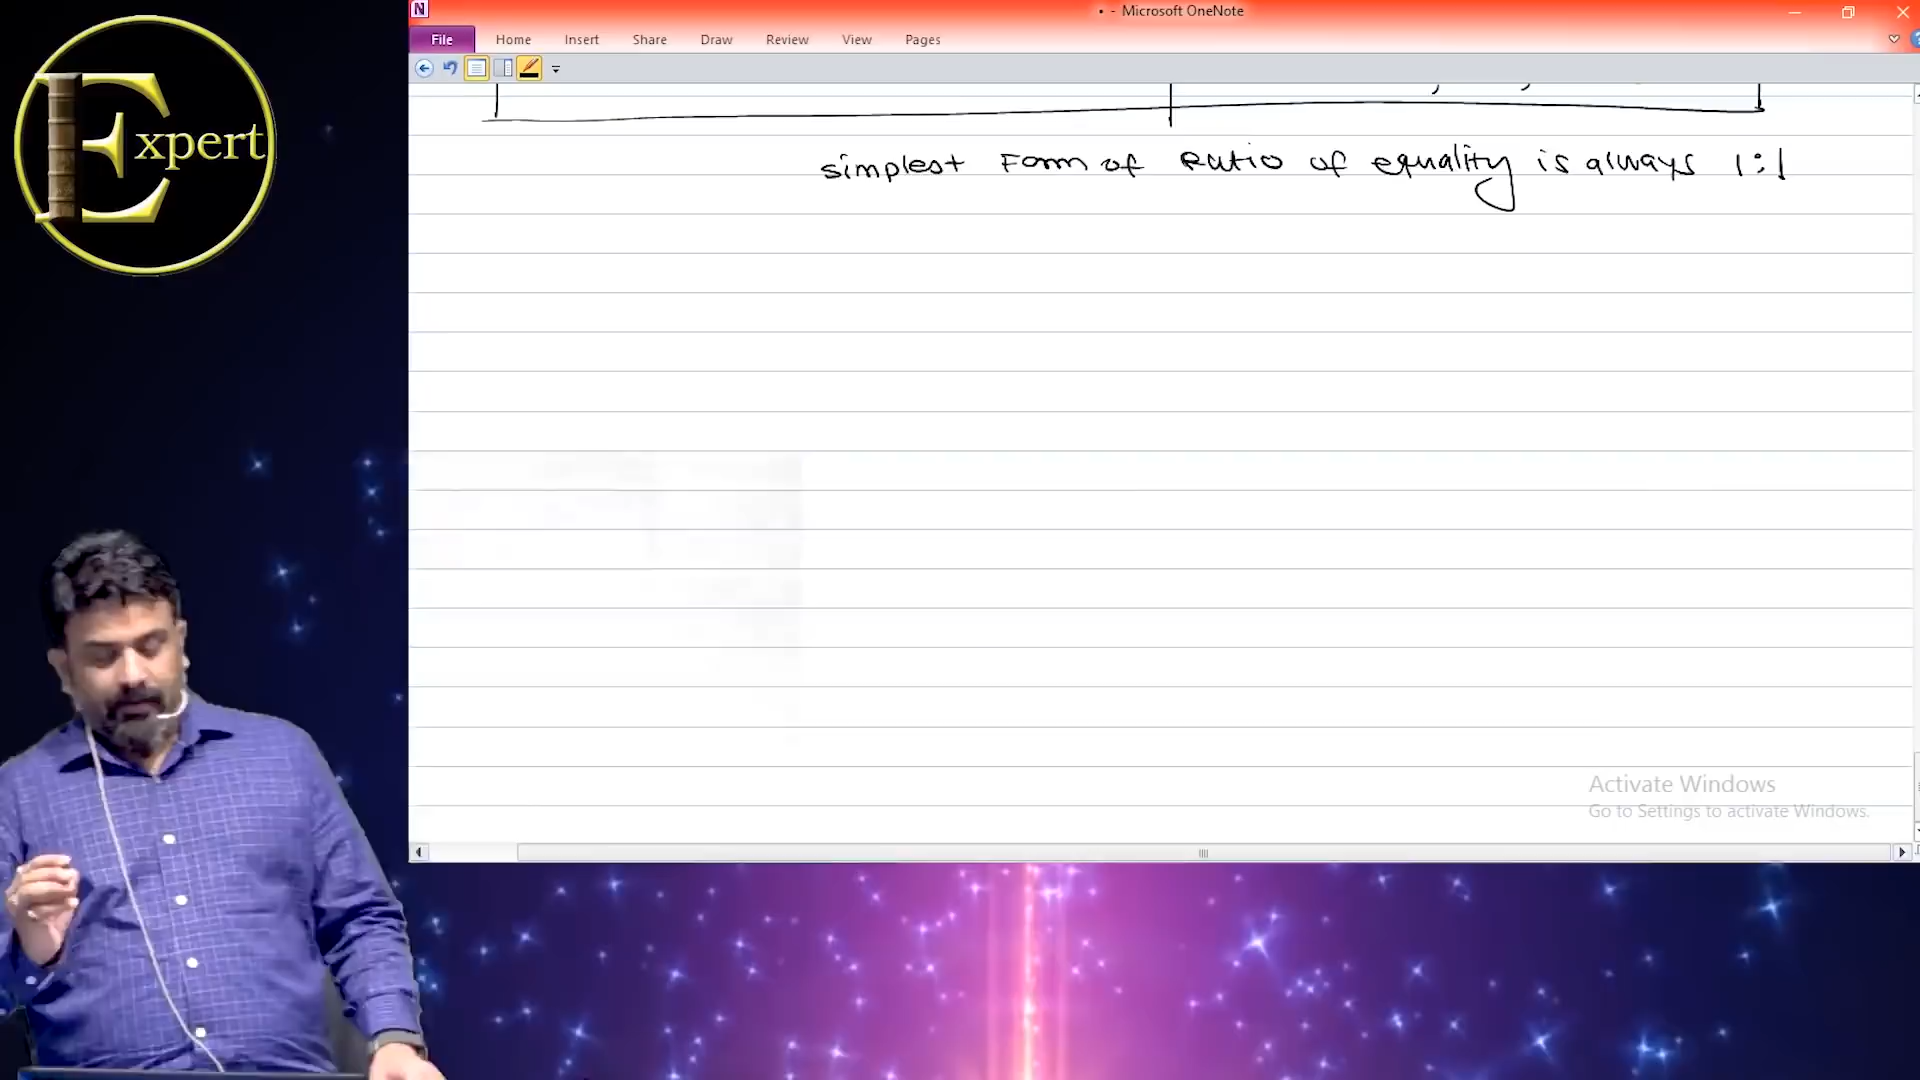 Expert
- Microsoft OneNote
File Home Insert Share Draw Review View Pages
simplest Form of Ratio of equality is always 1:1
Activate Windows
Go to Settings to activate Windows.